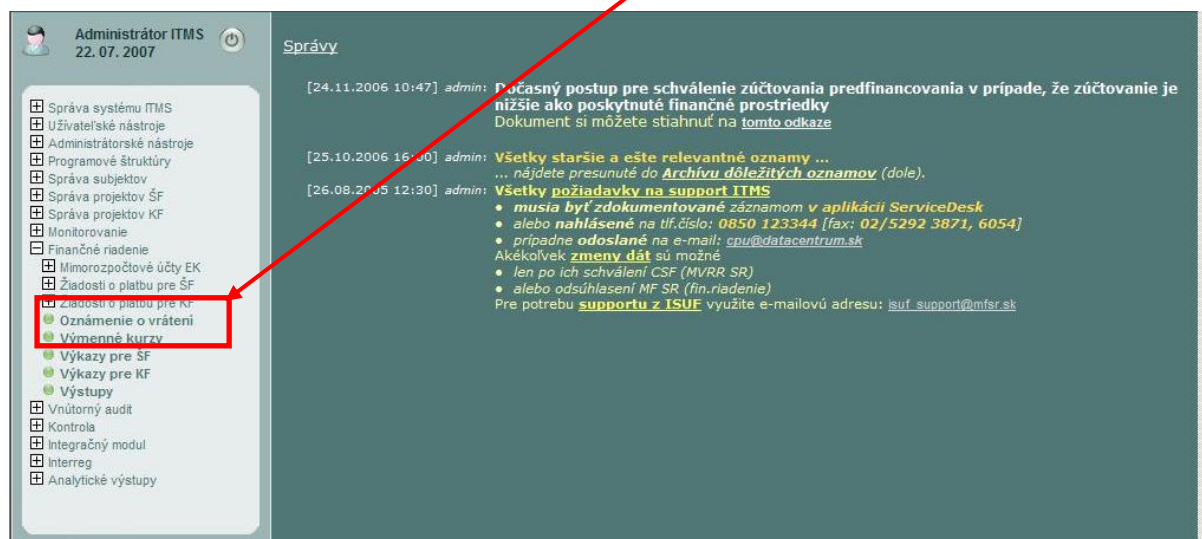 Administrátor ITMS
22. 07. 2007
Správa systému ITMS
Užívateľské nástroje
Administrátorské nástroje
Programové štruktúry
Správa subjektov
Správa projektov ŠF
Správa projektov KF
Monitorovanie
Finančné riadenie
Mimorozpočtové účty EK
Žiadosti o platbu pre ŠF
Žiadosti o platbu pre KF
Oznámenie o vrátení
Výmenné kurzy
Výkazy pre ŠF
Výkazy pre KF
Výstupy
Vnútorný audit
Kontrola
Integračný modul
Interreg
Analytické výstupy
Správy
[24.11.2006 10:47] admin: Dočasný postup pre schválenie zúčtovania predfinancovania v prípade, že zúčtovanie je
nižšie ako poskytnuté finančné prostriedky
Dokument si môžete stiahnuť na tomto odkaze
[25.10.2006 16:00] admin: Všetky staršie a ešte relevantné oznamy ...
... nájdete presunuté do Archívu dôležitých oznamov (dole).
[26.08.2005 12:30] admin: Všetky požiadavky na support ITMS
• musia byť zdokumentované záznamom v aplikácii ServiceDesk
• alebo nahlásené na tlf.číslo: 0850 123344 [fax: 02/5292 3871, 6054]
• prípadne odoslané na e-mail: cpu@datacentrum.sk
Akékoľvek zmeny dát sú možné
• len po ich schválení CSF (MVRR SR)
• alebo odsúhlasení MF SR (fin.riadenie)
Pre potrebu supportu z ISUF využite e-mailovú adresu: isuf_support@mfsr.sk